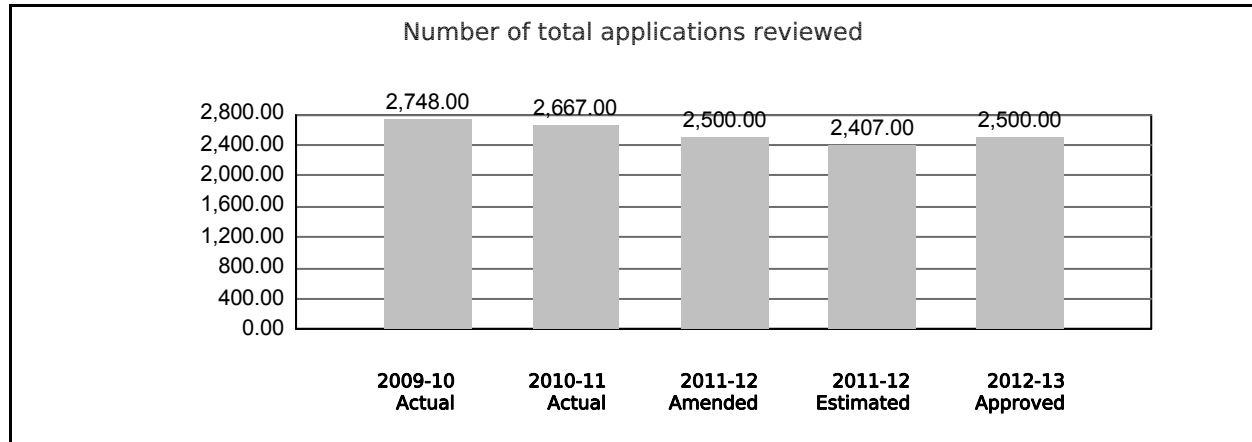 Number of total applications reviewed
2,748.00 2,667.00 2,500.00 2,407.00 2,500.00
2,800.00
2,400.00
2,000.00
1,600.00
1,200.00
800.00
400.00
0.00
2009-10 2010-11 2011-12 2011-12 2012-13
Actual Actual Amended Estimated Approved